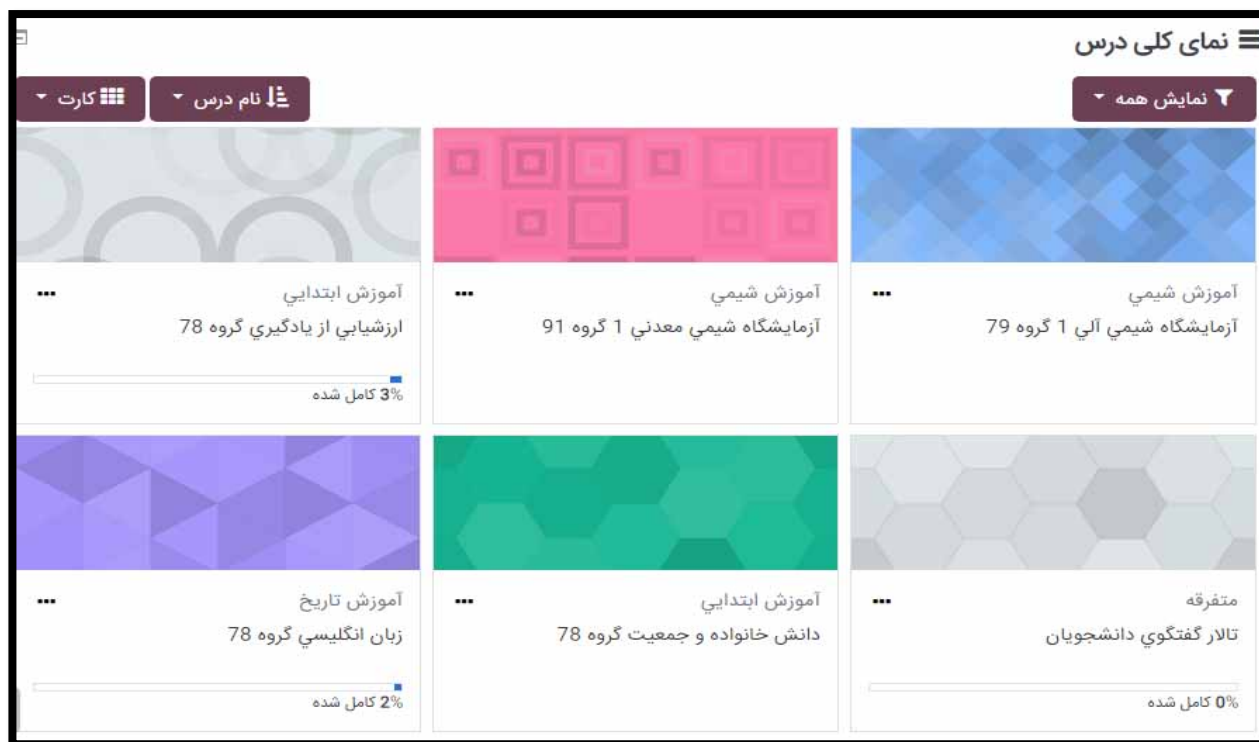 نمای کلی درس
نمایش همه
نام درس
کارت
آموزش شيمي
آزمايشگاه شيمي آلي 1 گروه 79
آموزش شيمي
آزمايشگاه شيمي معدني 1 گروه 91
آموزش ابتدايي
ارزشيابي از يادگيري گروه 78
3% کامل شده
متفرقه
تالار گفتگوي دانشجويان
0% کامل شده
آموزش ابتدايي
دانش خانواده و جمعيت گروه 78
آموزش تاريخ
زبان انگليسي گروه 78
2% کامل شده